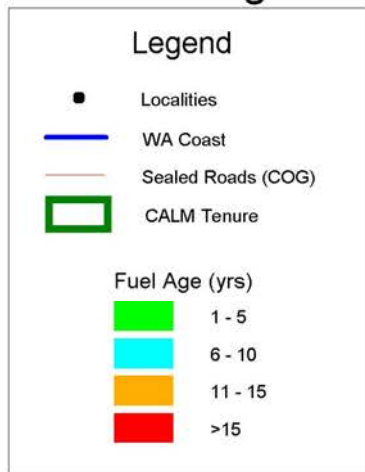 Legend
Localities
WA Coast
Sealed Roads (COG)
CALM Tenure
Fuel Age (yrs)
1 - 5
6 - 10
11 - 15
>15